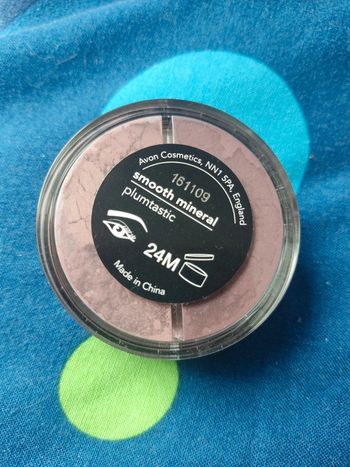 Avon Cosmetics, NN1 5PA, England
161109
smooth mineral
plumtastic
24M
Made in China